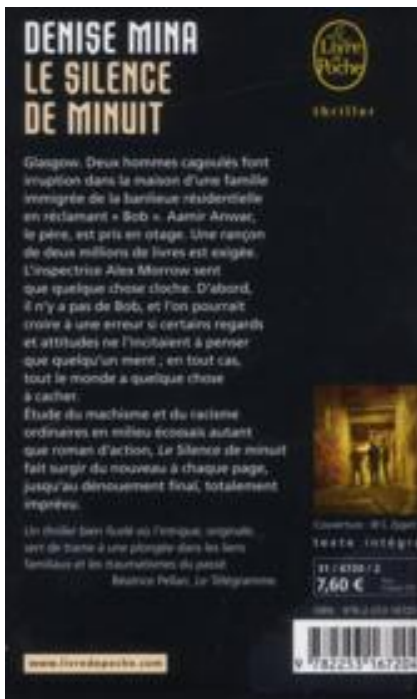 DENISE MINA
LE SILENCE
DE MINUIT
Le
Livre
de
Poche
thriller
Glasgow. Deux hommes cagoulés font
irruption dans la maison d'une famille
immigrée de la banlieue résidentielle
en réclamant « Bob ». Aamir Anwar,
le père, est pris en otage. Une rançon
de deux millions de livres est exigée.
L'inspectrice Alex Morrow sent
que quelque chose cloche. D'abord,
il n'y a pas de Bob, et l'on pourrait
croire à une erreur si certains regards
et attitudes ne l'incitaient à penser
que quelqu'un ment ; en tout cas,
tout le monde a quelque chose
à cacher.
Étude du machisme et du racisme
ordinaires en milieu écossais autant
que roman d'action, Le Silence de minuit
fait surgir du nouveau à chaque page,
jusqu'au dénouement final, totalement
imprévu.
Un thriller bien ficelé où l'intrigue, originale,
sert de trame à une plongée dans les liens
familiaux et les traumatismes du passé.
Béatrice Pellan, Le Télégramme.
Couverture
texte intégra
31 / 6720 / 2
7,60 €
www.livredepoche.com